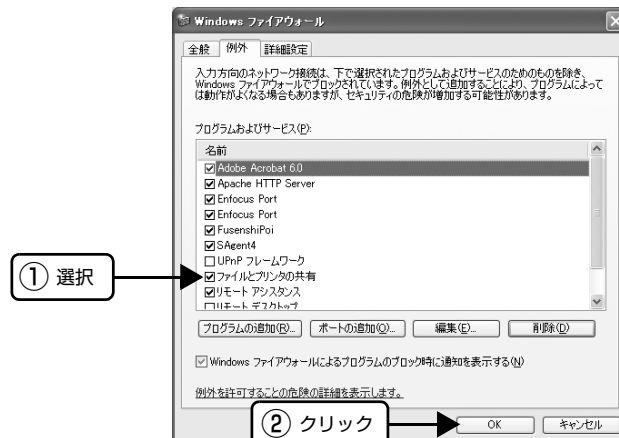 Windows ファイアウォール
全般 例外 詳細設定
入力方向のネットワーク接続は、下で選択されたプログラムおよびサービスのためのものを除き、
Windows ファイアウォールでブロックされています。例外として追加することにより、プログラムによって
は動作がよくなる場合もありますが、セキュリティの危険が増加する可能性があります。
プログラムおよびサービス(P):
名前
Adobe Acrobat 6.0
Apache HTTP Server
Enfocus Port
Enfocus Port
FusenshiPoi
SAgent4
UPnP フレームワーク
① 選択
ファイルとプリンタの共有
リモート アシスタンス
リモート デスクトップ
プログラムの追加(R)... ポートの追加(O)... 編集(E)... 削除(D)
Windows ファイアウォールによるプログラムのブロック時に通知を表示する(N)
例外を許可することの危険の詳細を表示します。
② クリック
OK キャンセル